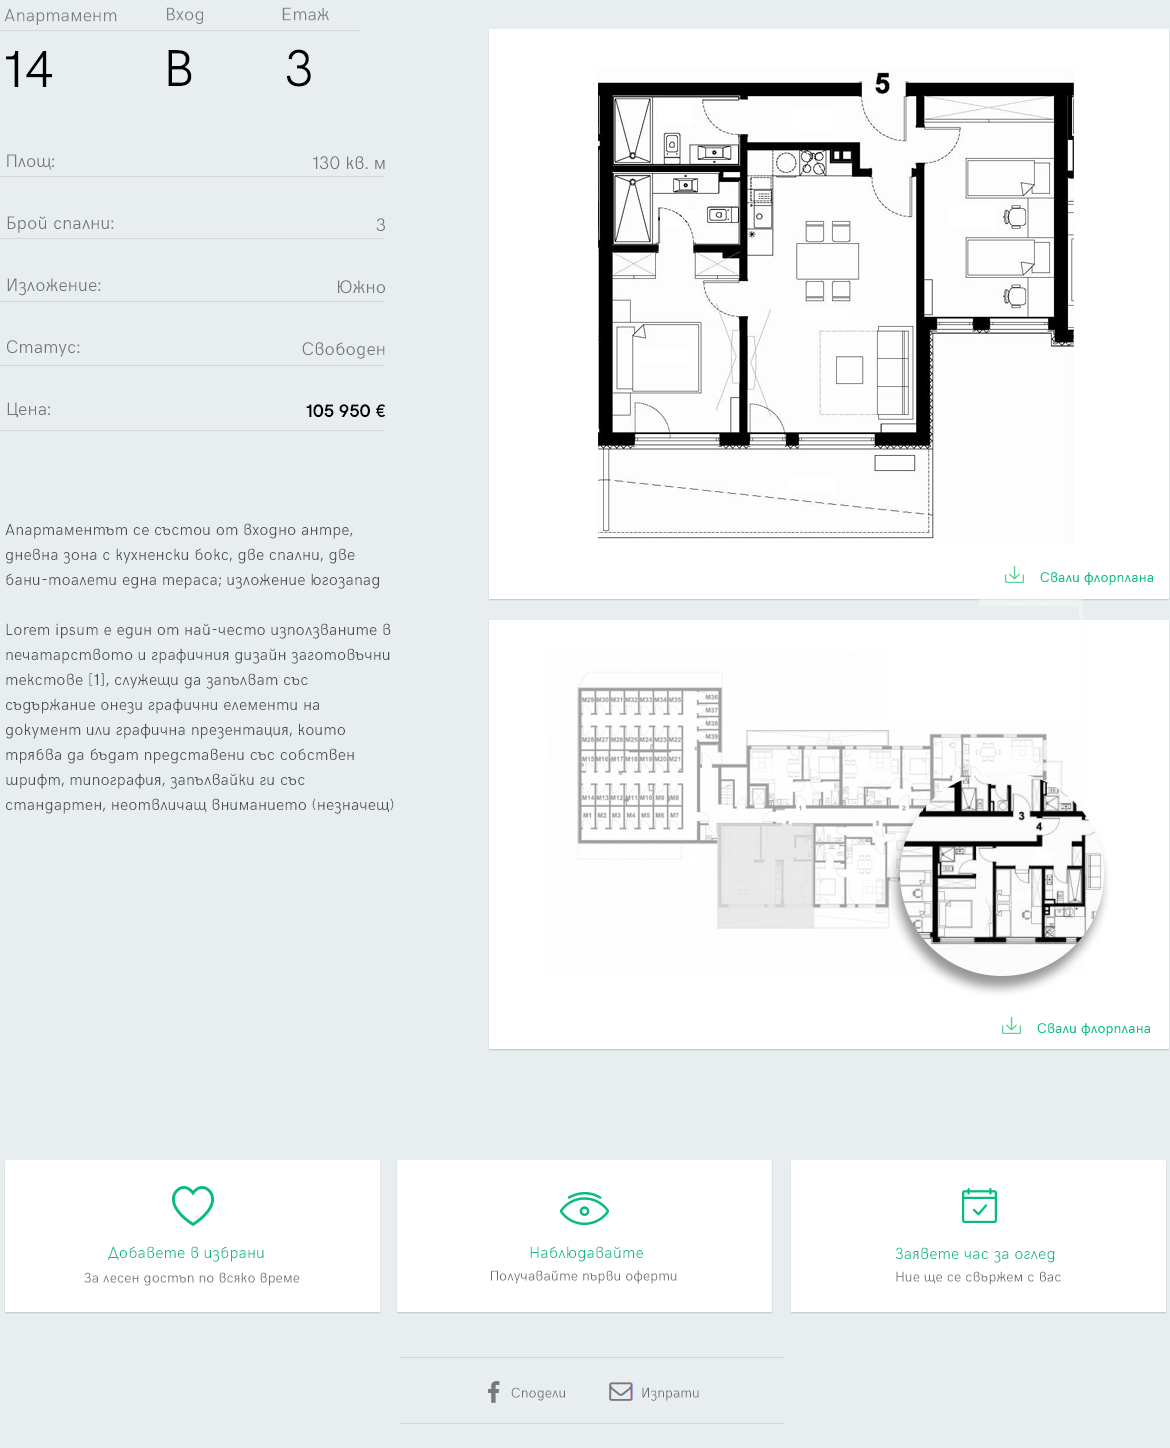 Апартамент Вход Етаж
14 В 3
Площ: 130 кв. м
Брой спални: 3
Изложение: Южно
Статус: Свободен
Цена: 105 950 €
Апартаментът се състои от входно антре,
дневна зона с кухненски бокс, две спални, две
бани-тоалети една тераса; изложение югозапад
Lorem ipsum е един от най-често използваните в
печатарството и графичния дизайн заготовъчни
текстове [1], служещи да запълват със
съдържание онези графични елементи на
документ или графична презентация, които
трябва да бъдат представени със собствен
шрифт, типография, запълвайки ги със
стандартен, неотвличащ вниманието (незначещ)
5
Свали флорплана
M29 M30 M31 M32 M33 M34 M35 M36
M37
M38
M28 M27 M26 M25 M24 M23 M22 M39
M15 M16 M17 M18 M19 M20 M21
M14 M13 M12 M11 M10 M9 M8
M1 M2 M3 M4 M5 M6 M7
1 2 3
4
5
Свали флорплана
Добавете в избрани
За лесен достъп по всяко време
Наблюдавайте
Получавайте първи оферти
Заявете час за оглед
Ние ще се свържем с вас
Сподели Изпрати